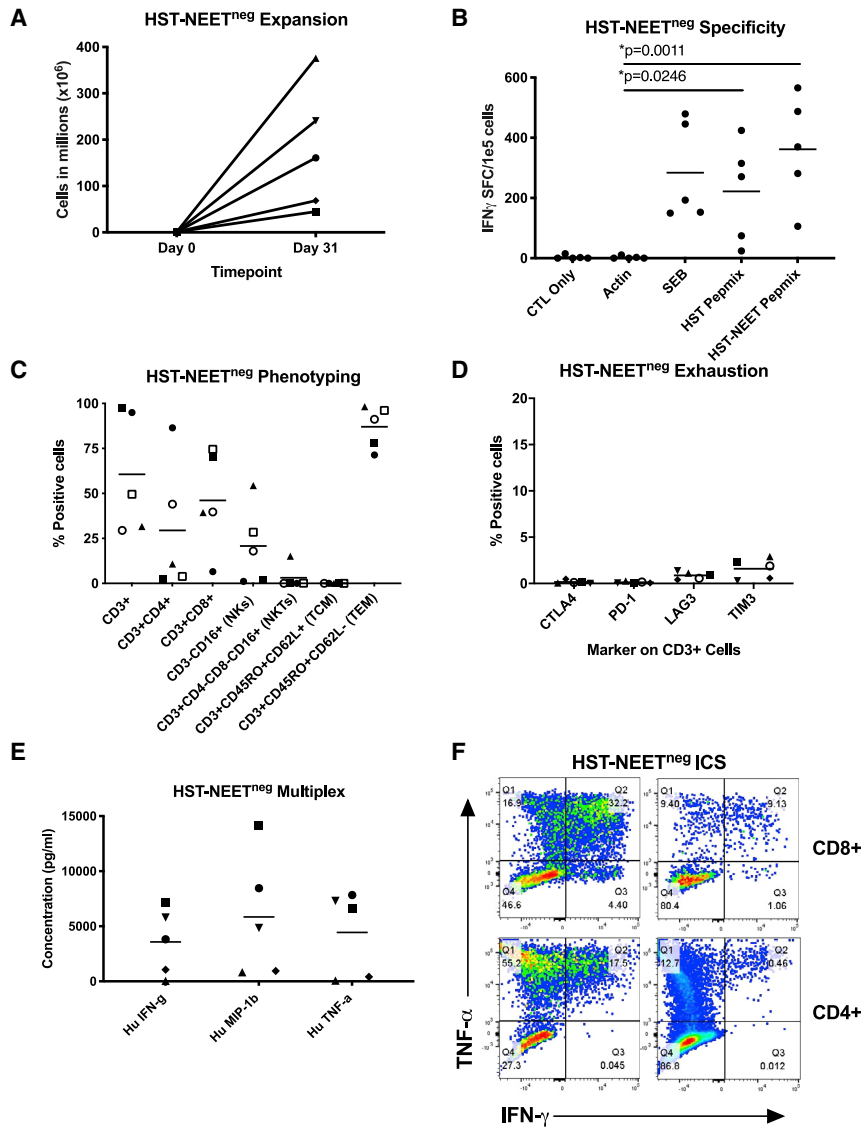 A
HST-NEETneg Expansion
Cells in millions (x10^6)
400
300
200
100
0
Day 0
Day 31
Timepoint
B
HST-NEETneg Specificity
*p=0.0011
*p=0.0246
IFNγ SFC/1e5 cells
600
400
200
0
CTL Only
Actin
SEB
HST Pepmix
HST-NEET Pepmix
C
HST-NEETneg Phenotyping
% Positive cells
100
75
50
25
0
CD3+
CD3+CD4+
CD3+CD8+
CD3-CD16+ (NKs)
CD3+CD4-CD8-CD16+ (NKTs)
CD3+CD45RO+CD62L+ (TCM)
CD3+CD45RO+CD62L- (TEM)
D
HST-NEETneg Exhaustion
% Positive cells
20
15
10
5
0
CTLA4
PD-1
LAG3
TIM3
Marker on CD3+ Cells
E
HST-NEETneg Multiplex
Concentration (pg/ml)
15000
10000
5000
0
Hu IFN-g
Hu MIP-1b
Hu TNF-a
F
HST-NEETneg ICS
Q1
16.9
Q2
32.2
Q4
46.6
Q3
4.40
Q1
9.40
Q2
9.13
Q4
80.4
Q3
1.06
CD8+
Q1
55.2
Q2
17.5
Q4
27.3
Q3
0.045
Q1
12.7
Q2
0.46
Q4
86.8
Q3
0.012
CD4+
TNF-α
IFN-γ